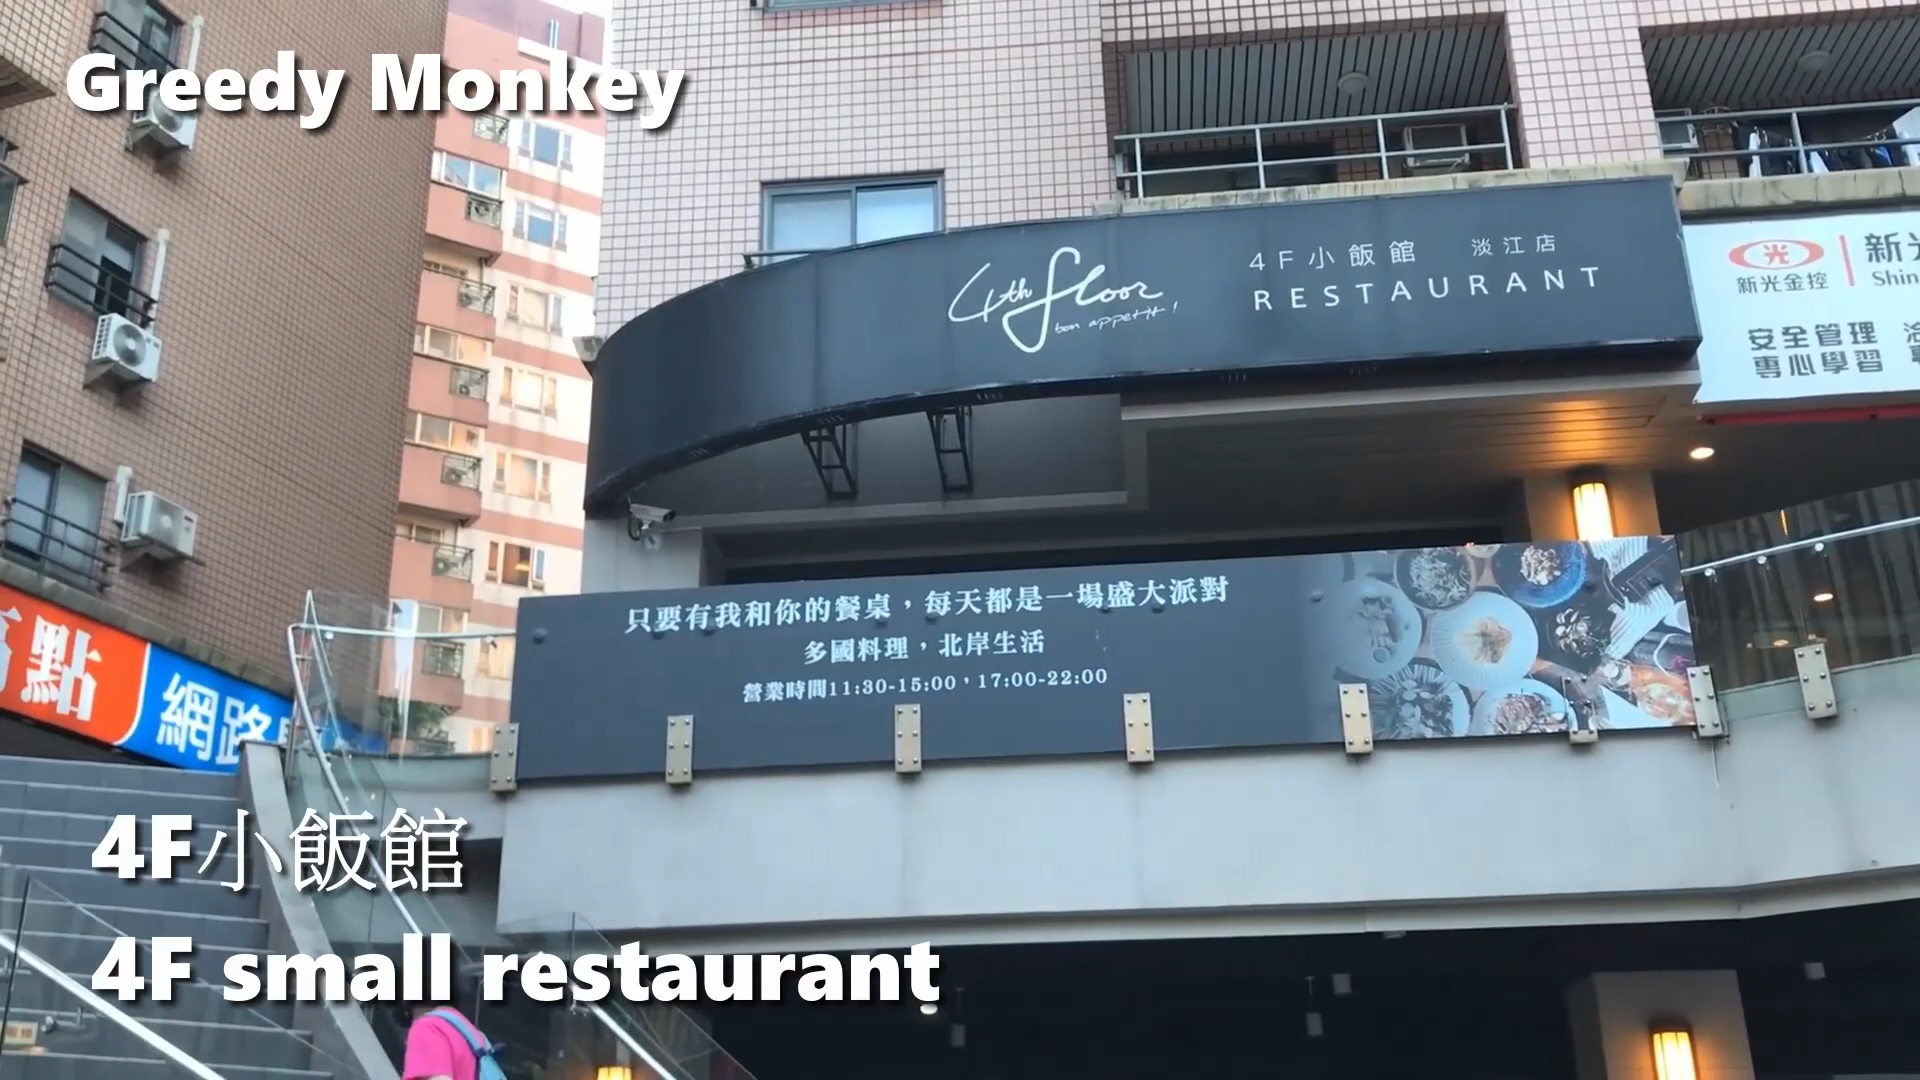 Greedy Monkey
4F小飯館 淡江店
4th floor
RESTAURANT
bon appetit!
新光金控
安全管理
專心學習
只要有我和你的餐桌，每天都是一場盛大派對
多國料理，北岸生活
營業時間11:30-15:00，17:00-22:00
點
網路
4F小飯館
4F small restaurant